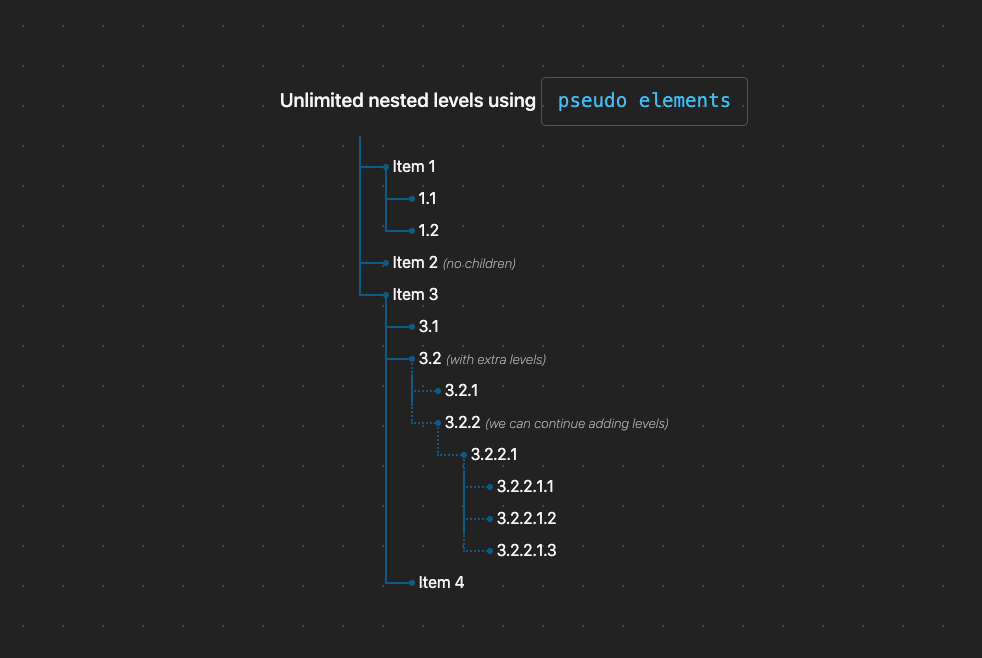 Unlimited nested levels using pseudo elements
Item 1
1.1
1.2
Item 2 (no children)
Item 3
3.1
3.2 (with extra levels)
3.2.1
3.2.2 (we can continue adding levels)
3.2.2.1
3.2.2.1.1
3.2.2.1.2
3.2.2.1.3
Item 4